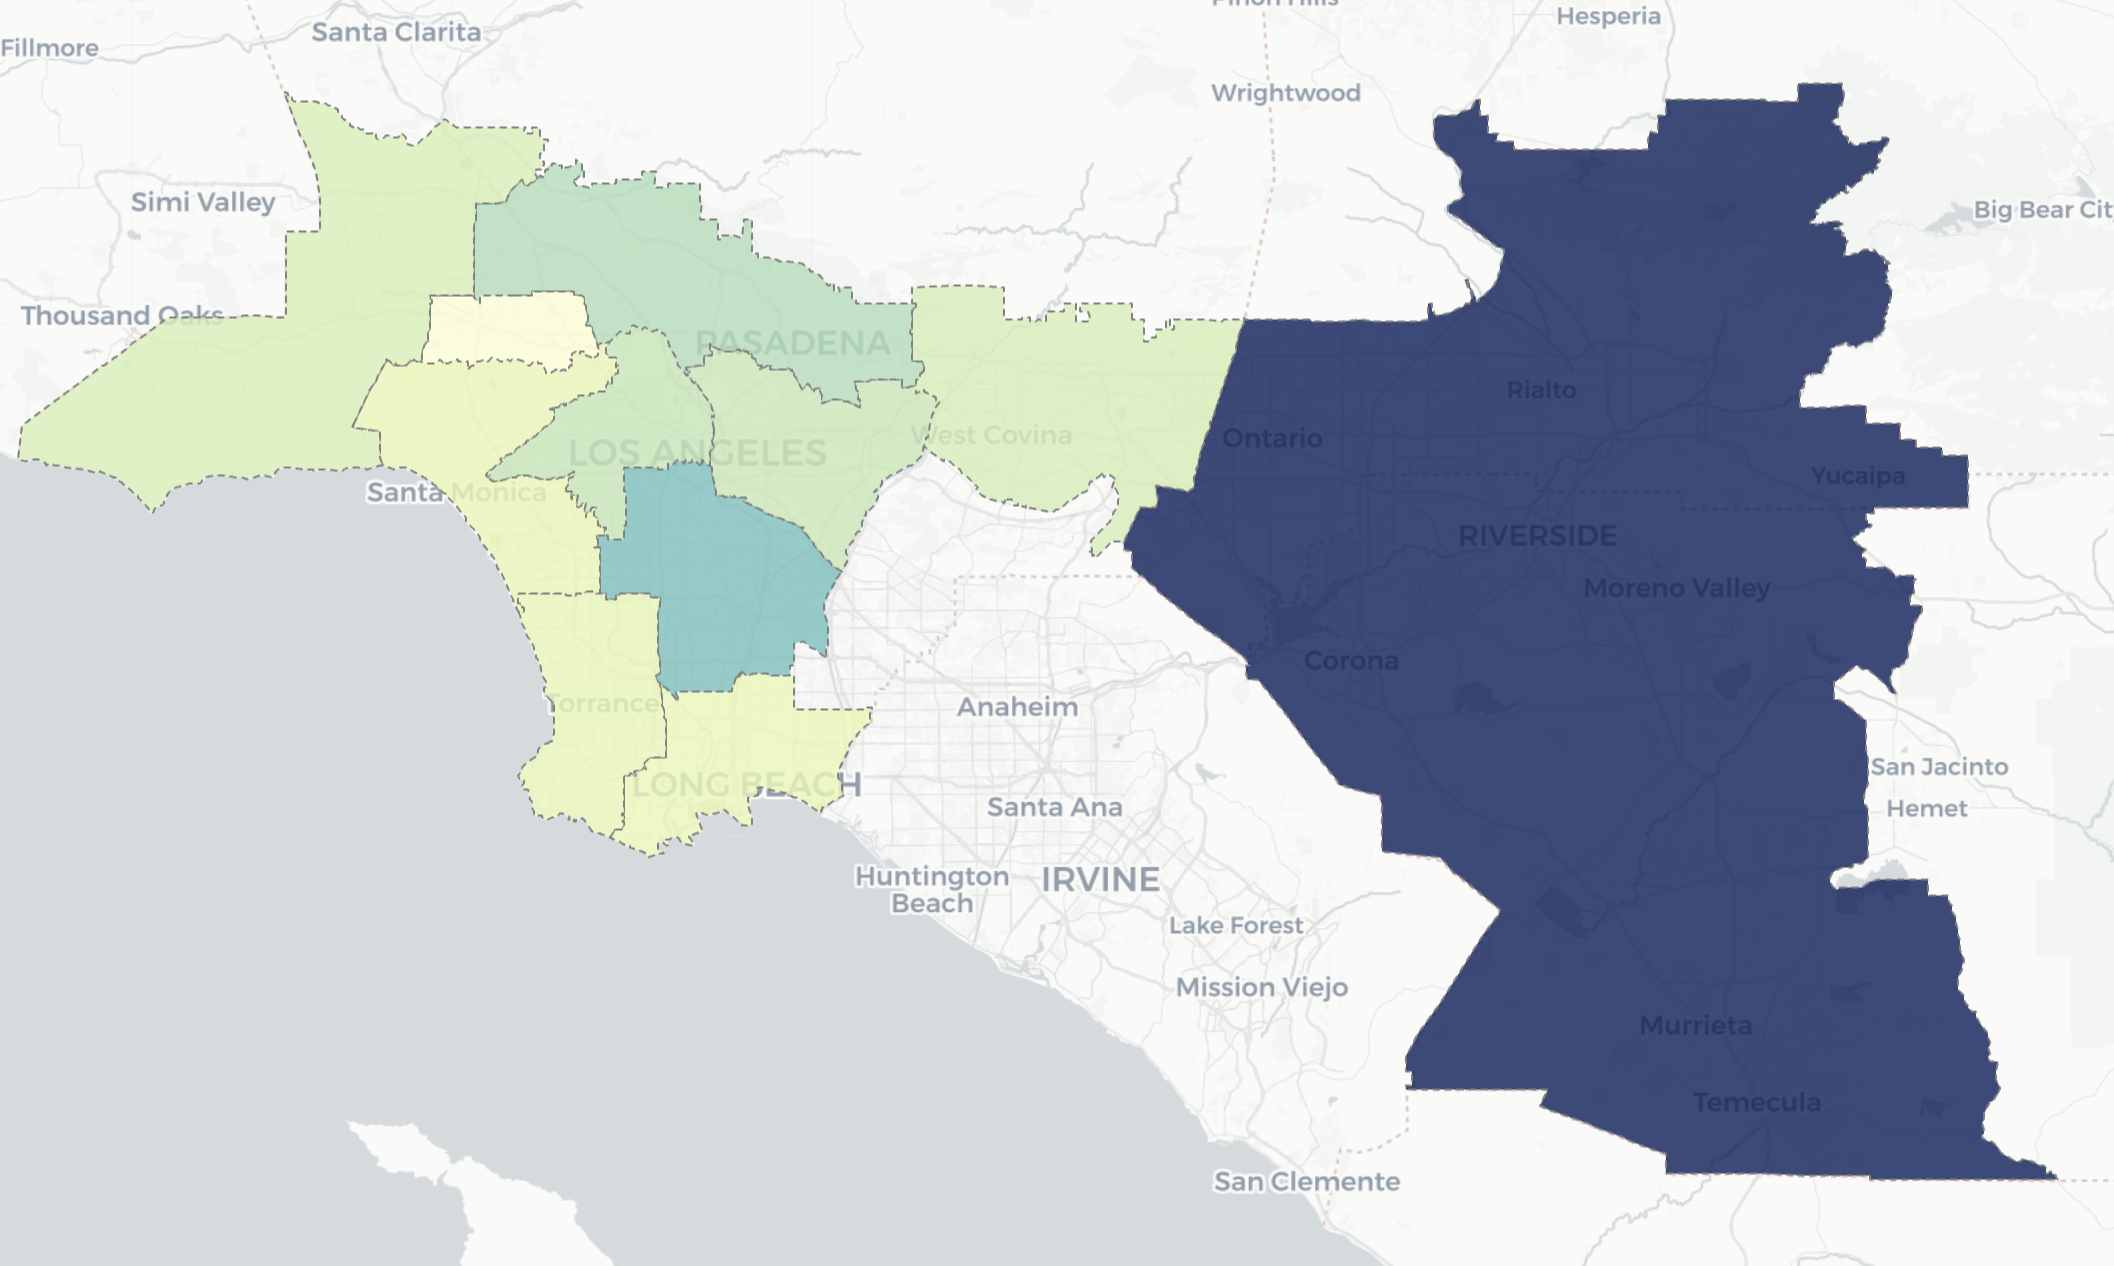 Pinon Hills
Hesperia
Santa Clarita
Fillmore
Wrightwood
Simi Valley
Big Bear Cit
Thousand Oaks
PASADENA
Rialto
West Covina
Ontario
LOS ANGELES
Yucaipa
Santa Monica
RIVERSIDE
Moreno Valley
Corona
Torrance
Anaheim
San Jacinto
LONG BEACH
Santa Ana
Hemet
Huntington
Beach
IRVINE
Lake Forest
Mission Viejo
Murrieta
Temecula
San Clemente